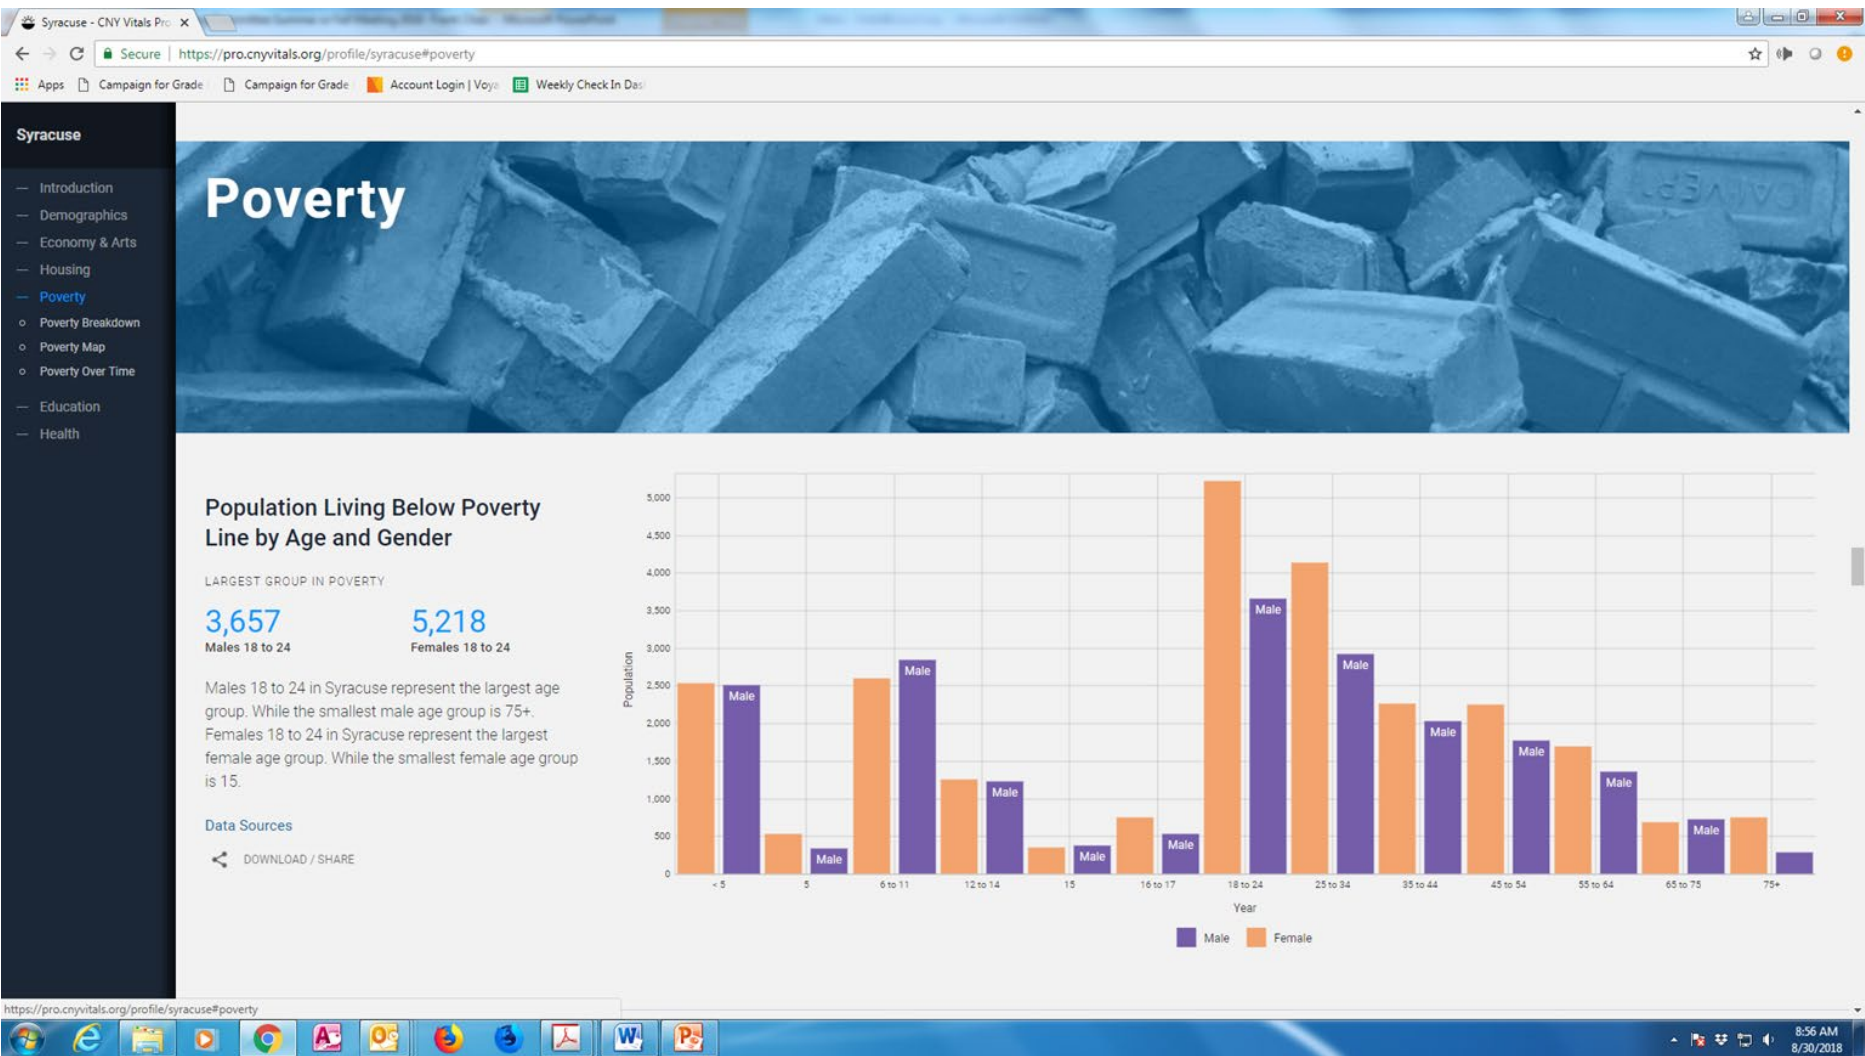 Syracuse - CNY Vitals Pro
Secure | https://pro.cnyvitals.org/profile/syracuse#poverty
Apps Campaign for Grade Campaign for Grade Account Login | Voya Weekly Check In Das
Syracuse
Introduction
Demographics
Economy & Arts
Housing
Poverty
Poverty Breakdown
Poverty Map
Poverty Over Time
Education
Health
Poverty
Population Living Below Poverty
Line by Age and Gender
LARGEST GROUP IN POVERTY
3,657 5,218
Males 18 to 24 Females 18 to 24
Males 18 to 24 in Syracuse represent the largest age
group. While the smallest male age group is 75+.
Females 18 to 24 in Syracuse represent the largest
female age group. While the smallest female age group
is 15.
Data Sources
DOWNLOAD / SHARE
Population
5,000
4,500
4,000
3,500
3,000
2,500
2,000
1,500
1,000
500
0
Male
Male
Male
Male
Male
Male
Male
Male
Male
Male
Male
Male
< 5 5 6 to 11 12 to 14 15 16 to 17 18 to 24 25 to 34 35 to 44 45 to 54 55 to 64 65 to 75 75+
Year
Male Female
https://pro.cnyvitals.org/profile/syracuse#poverty
8:56 AM
8/30/2018